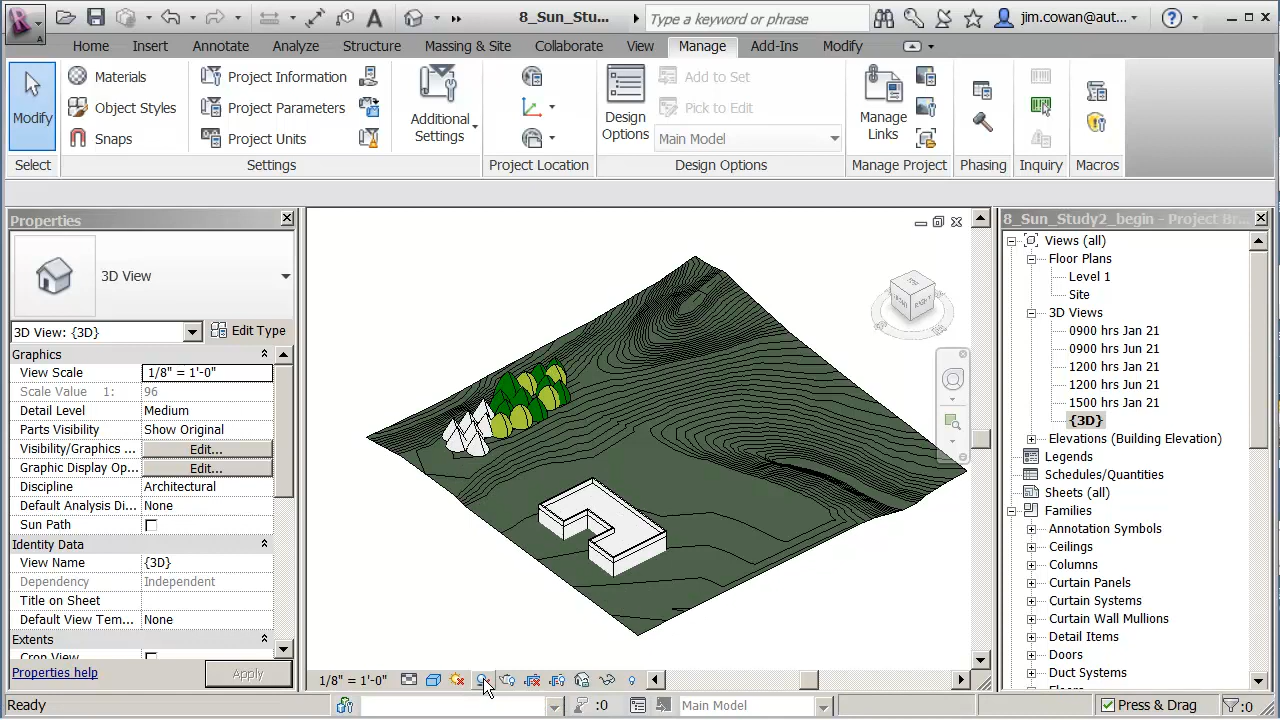 8_Sun_Stu...
Type a keyword or phrase
jim.cowan@aut...
Home Insert Annotate Analyze Structure Massing & Site Collaborate View Manage Add-Ins Modify
Modify
Materials
Object Styles
Snaps
Project Information
Project Parameters
Project Units
Additional
Settings
Design
Options
Add to Set
Pick to Edit
Main Model
Manage
Links
Select Settings Project Location Design Options Manage Project Phasing Inquiry Macros
Properties
3D View
3D View: {3D}
Edit Type
Graphics
View Scale 1/8" = 1'-0"
Scale Value 1: 96
Detail Level Medium
Parts Visibility Show Original
Visibility/Graphics ... Edit...
Graphic Display Op... Edit...
Discipline Architectural
Default Analysis Di... None
Sun Path
Identity Data
View Name {3D}
Dependency Independent
Title on Sheet
Default View Tem... None
Extents
Crop View
Properties help
Apply
TOP
FRONT
RIGHT
1/8" = 1'-0"
8_Sun_Study2_begin - Project Br...
Views (all)
Floor Plans
Level 1
Site
3D Views
0900 hrs Jan 21
0900 hrs Jun 21
1200 hrs Jan 21
1200 hrs Jun 21
1500 hrs Jan 21
{3D}
Elevations (Building Elevation)
Legends
Schedules/Quantities
Sheets (all)
Families
Annotation Symbols
Ceilings
Columns
Curtain Panels
Curtain Systems
Curtain Wall Mullions
Detail Items
Doors
Duct Systems
Ready
:0
Main Model
Press & Drag
:0